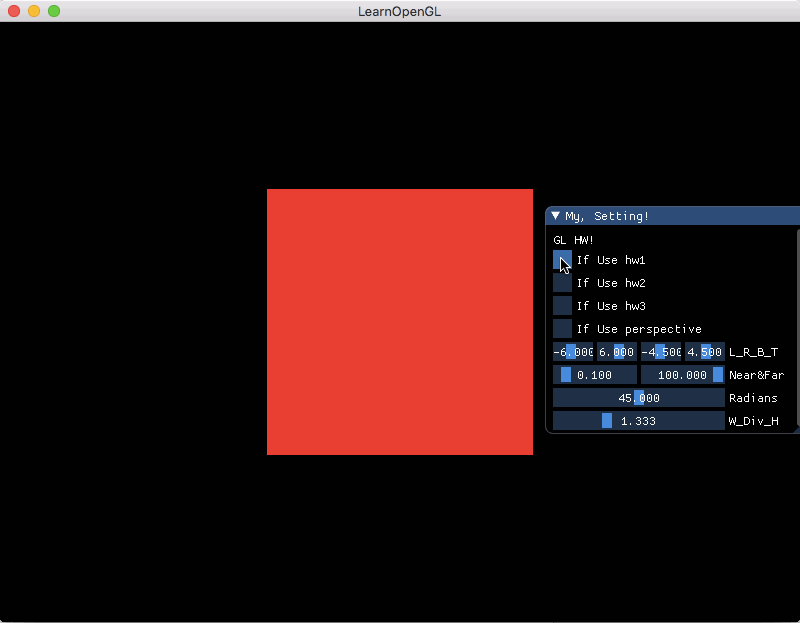 LearnOpenGL
My, Setting!
GL HW!
If Use hw1
If Use hw2
If Use hw3
If Use perspective
-6.000 6.000 -4.500 4.500 L_R_B_T
0.100 100.000 Near&Far
45.000 Radians
1.333 W_Div_H